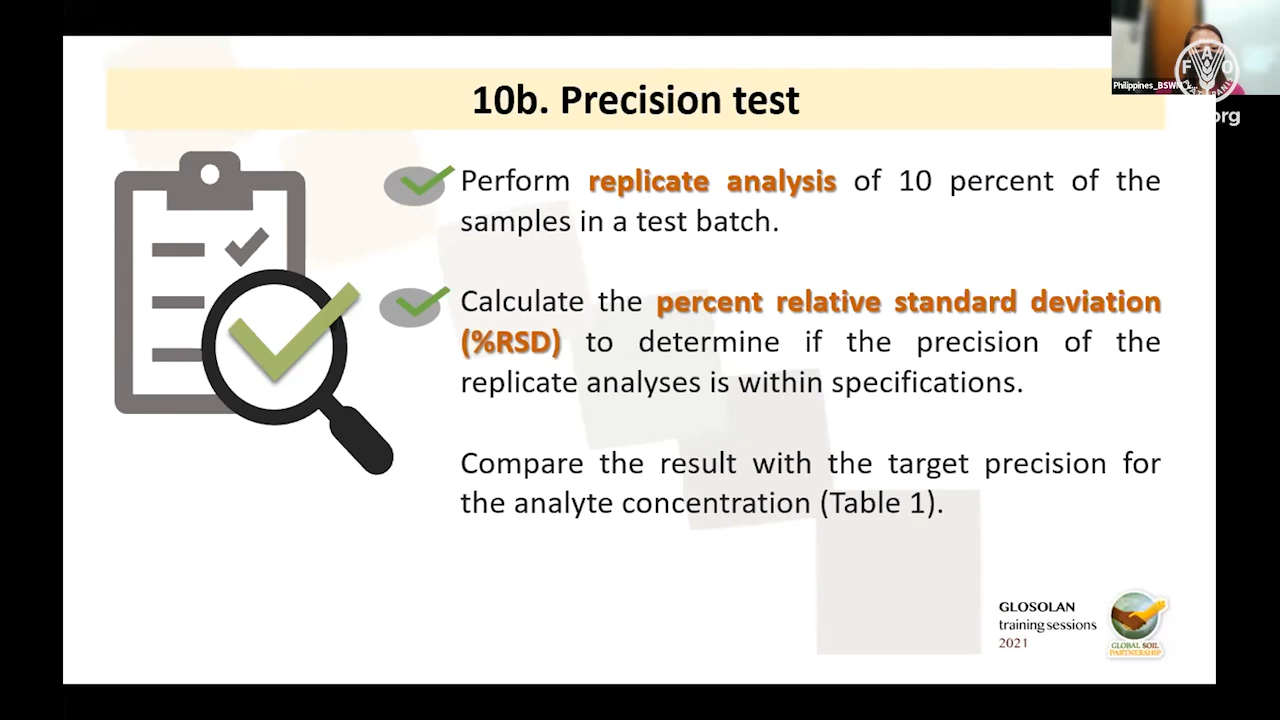 10b. Precision test
Perform replicate analysis of 10 percent of the
samples in a test batch.
Calculate the percent relative standard deviation
(%RSD) to determine if the precision of the
replicate analyses is within specifications.
Compare the result with the target precision for
the analyte concentration (Table 1).
GLOSOLAN
training sessions
2021
GLOBAL SOIL
PARTNERSHIP
Philippines_BSWM
F A O
.org